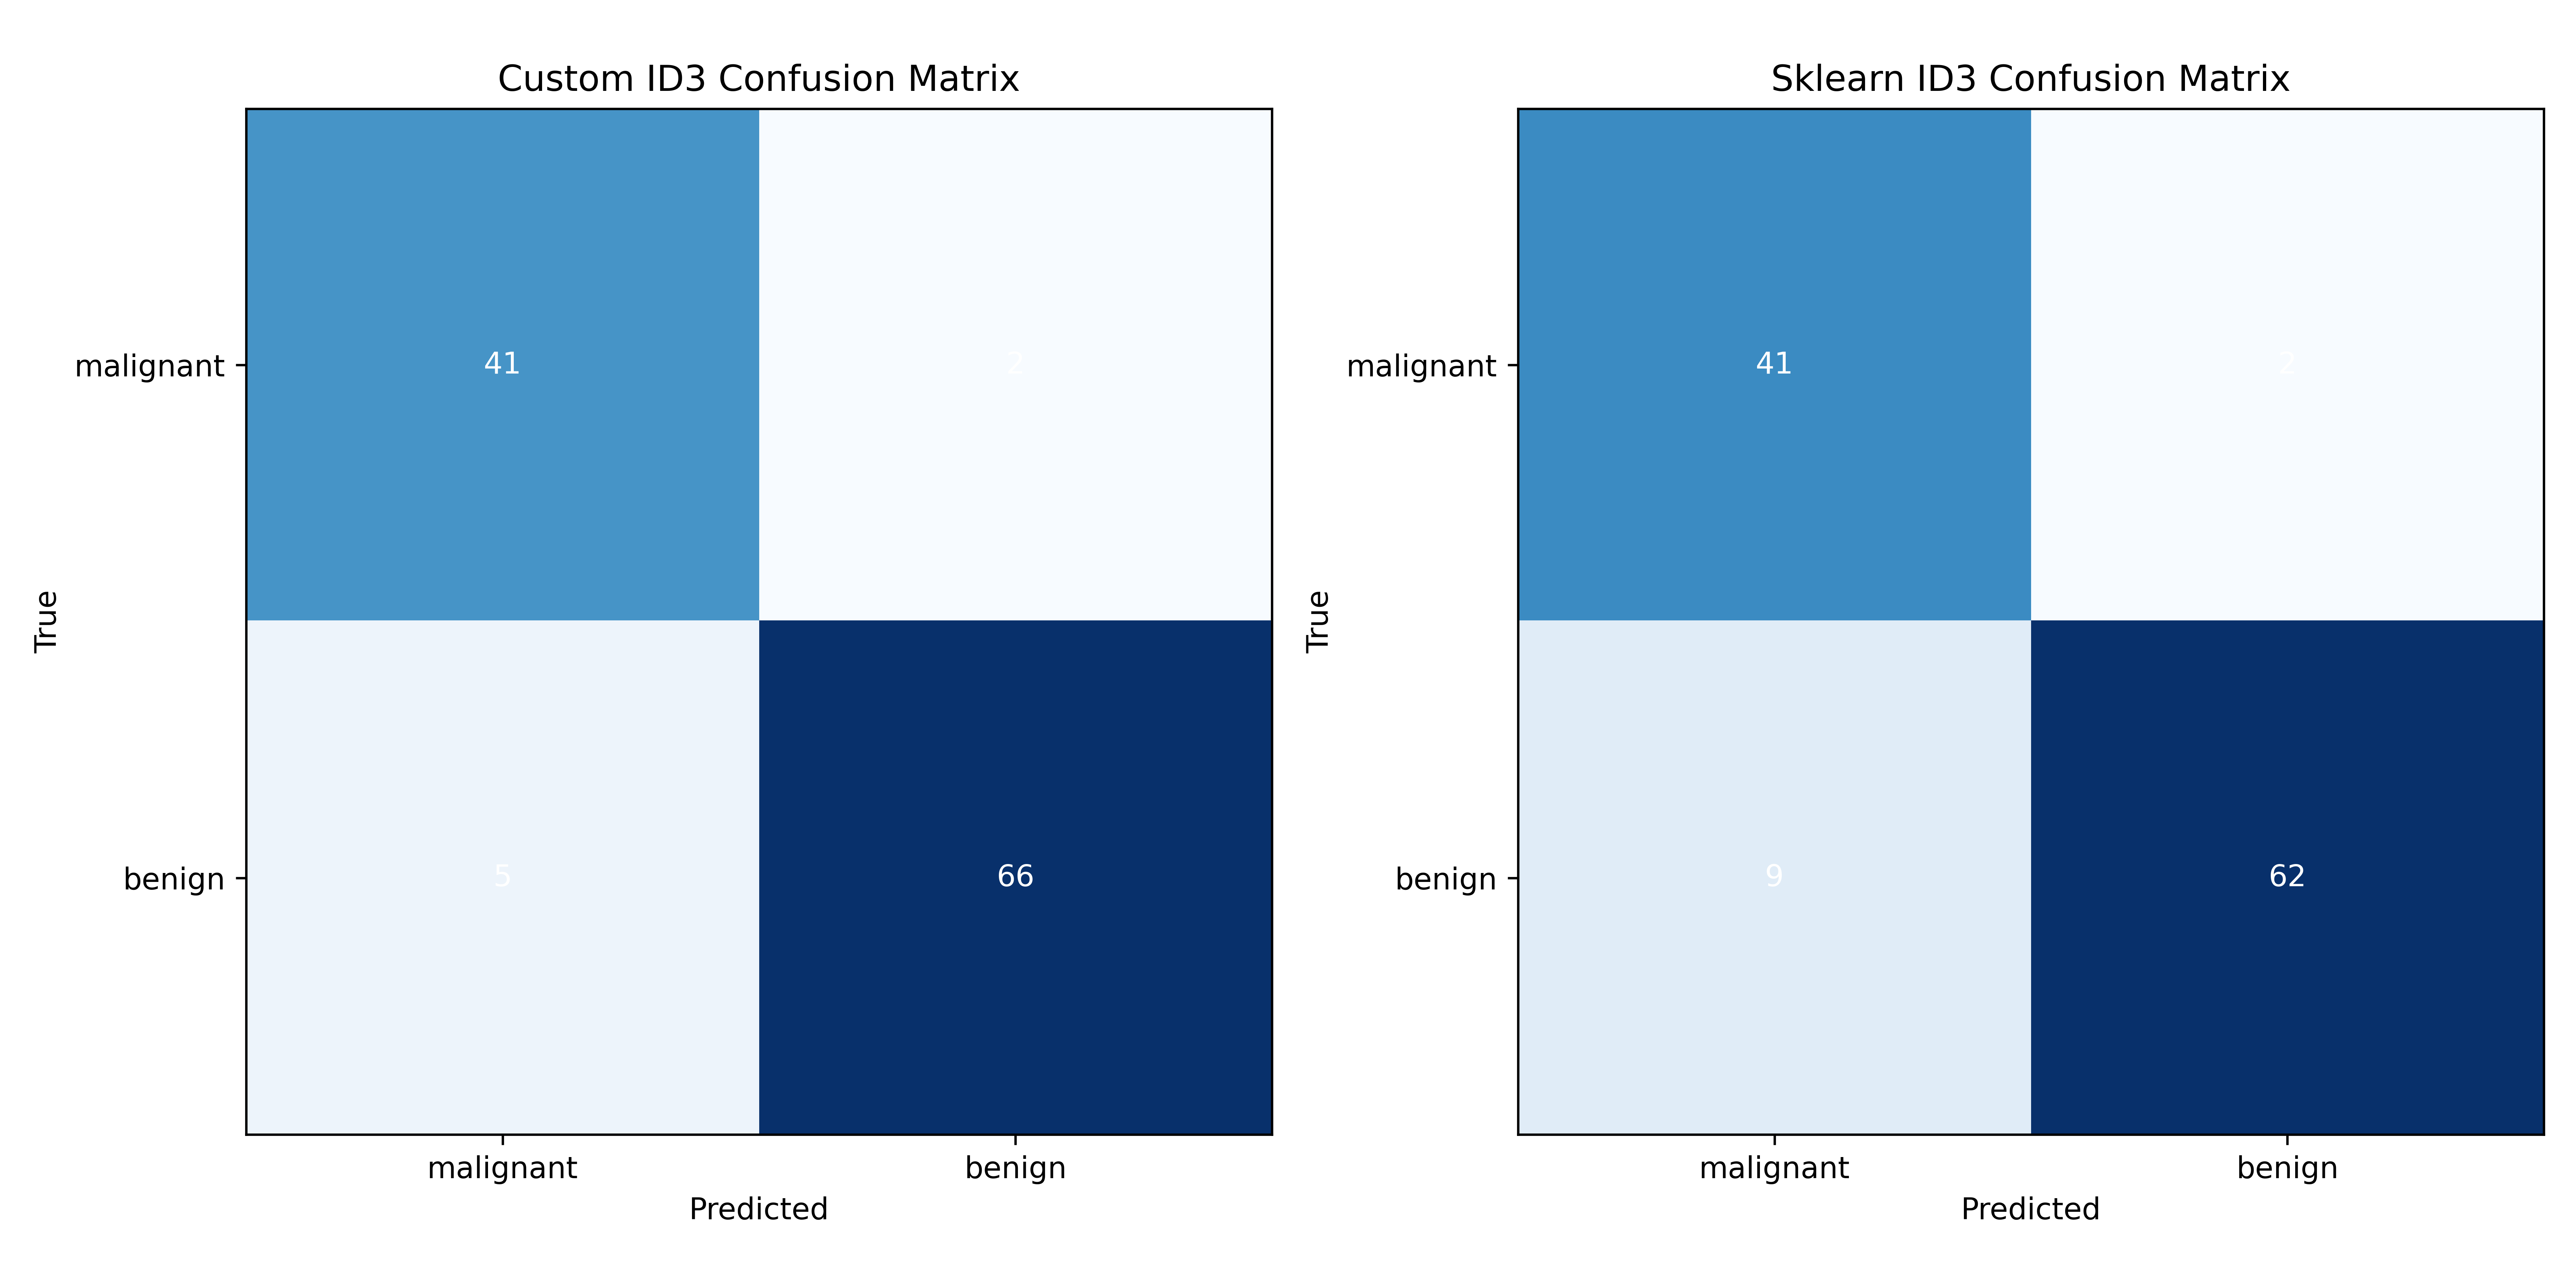 Custom ID3 Confusion Matrix
True
malignant
benign
41
2
5
66
malignant
benign
Predicted
Sklearn ID3 Confusion Matrix
True
malignant
benign
41
2
9
62
malignant
benign
Predicted